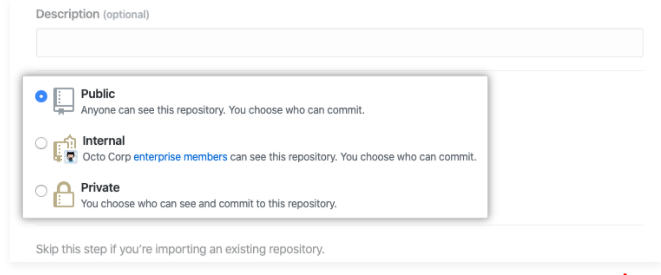 Description (optional)
Public
Anyone can see this repository. You choose who can commit.
Internal
Octo Corp enterprise members can see this repository. You choose who can commit.
Private
You choose who can see and commit to this repository.
Skip this step if you're importing an existing repository.